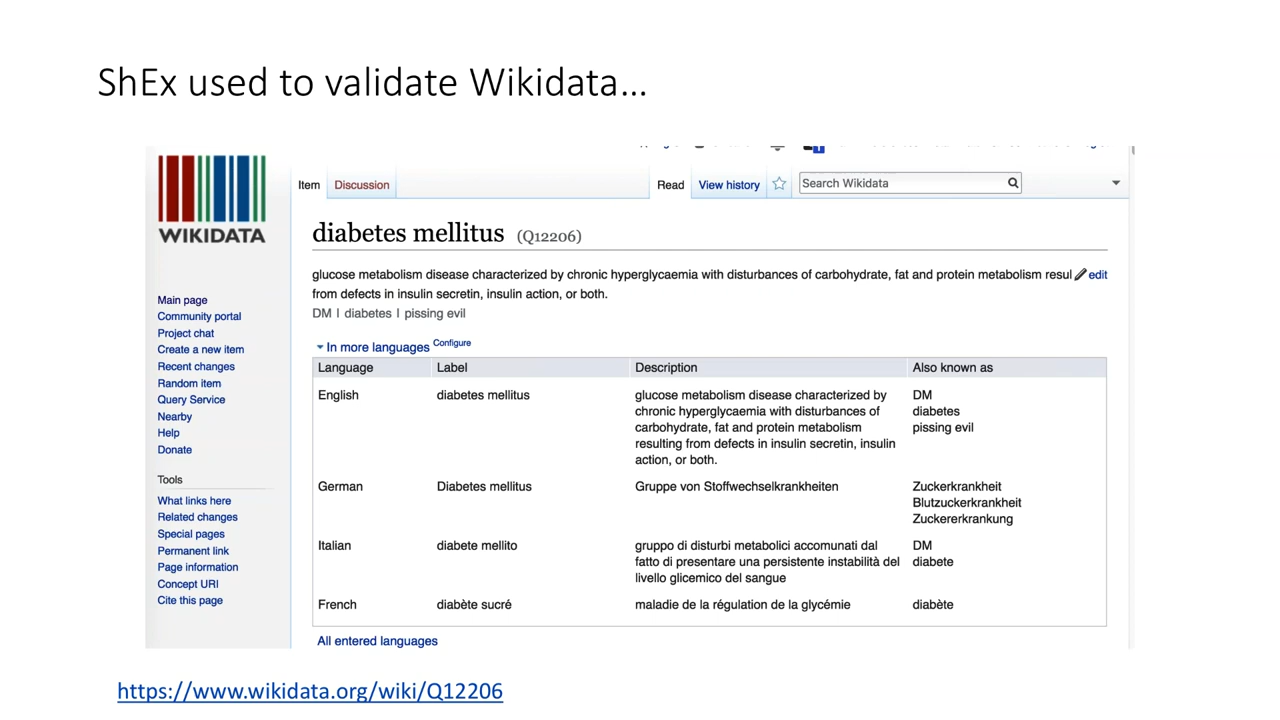 ShEx used to validate Wikidata...
WIKIDATA
Item
Discussion
Read
View history
Search Wikidata
diabetes mellitus (Q12206)
glucose metabolism disease characterized by chronic hyperglycaemia with disturbances of carbohydrate, fat and protein metabolism resul
edit
from defects in insulin secretin, insulin action, or both.
DM | diabetes | pissing evil
In more languages Configure
Language Label Description Also known as
English diabetes mellitus glucose metabolism disease characterized by DM
chronic hyperglycaemia with disturbances of diabetes
carbohydrate, fat and protein metabolism pissing evil
resulting from defects in insulin secretin, insulin
action, or both.
German Diabetes mellitus Gruppe von Stoffwechselkrankheiten Zuckerkrankheit
Blutzuckerkrankheit
Zuckererkrankung
Italian diabete mellito gruppo di disturbi metabolici accomunati dal DM
fatto di presentare una persistente instabilità del diabete
livello glicemico del sangue
French diabète sucré maladie de la régulation de la glycémie diabète
All entered languages
Main page
Community portal
Project chat
Create a new item
Recent changes
Random item
Query Service
Nearby
Help
Donate
Tools
What links here
Related changes
Special pages
Permanent link
Page information
Concept URI
Cite this page
https://www.wikidata.org/wiki/Q12206